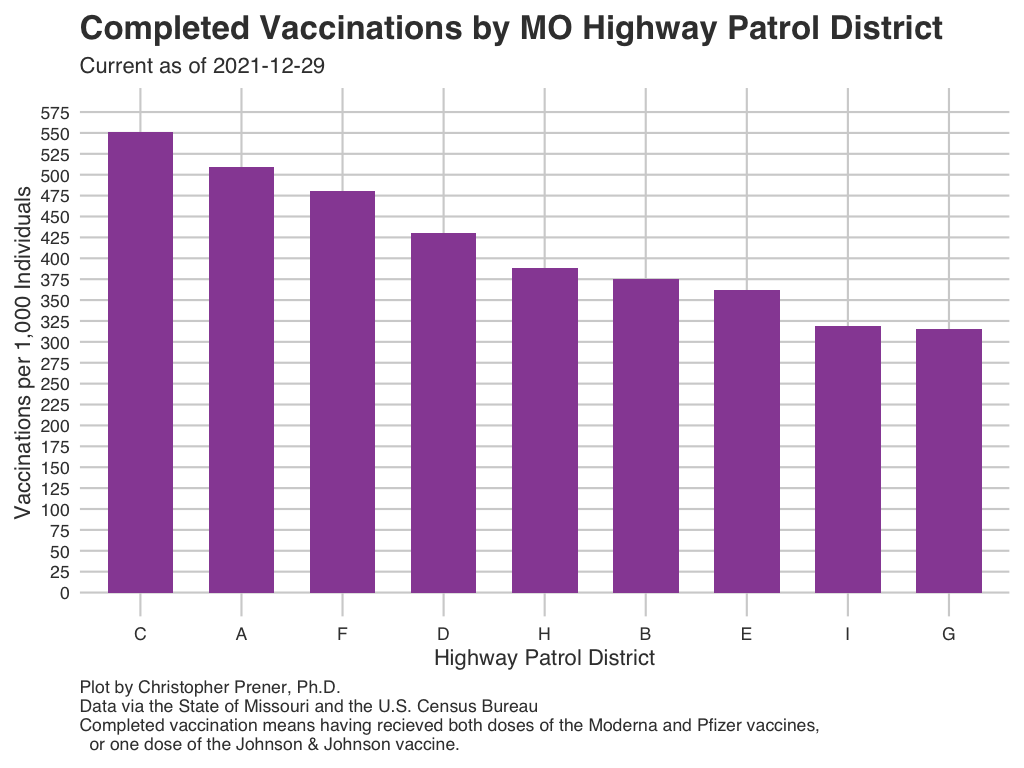 Completed Vaccinations by MO Highway Patrol District
Current as of 2021-12-29
Vaccinations per 1,000 Individuals
575
550
525
500
475
450
425
400
375
350
325
300
275
250
225
200
175
150
125
100
75
50
25
0
C A F D H B E I G
Highway Patrol District
Plot by Christopher Prener, Ph.D.
Data via the State of Missouri and the U.S. Census Bureau
Completed vaccination means having recieved both doses of the Moderna and Pfizer vaccines,
or one dose of the Johnson & Johnson vaccine.